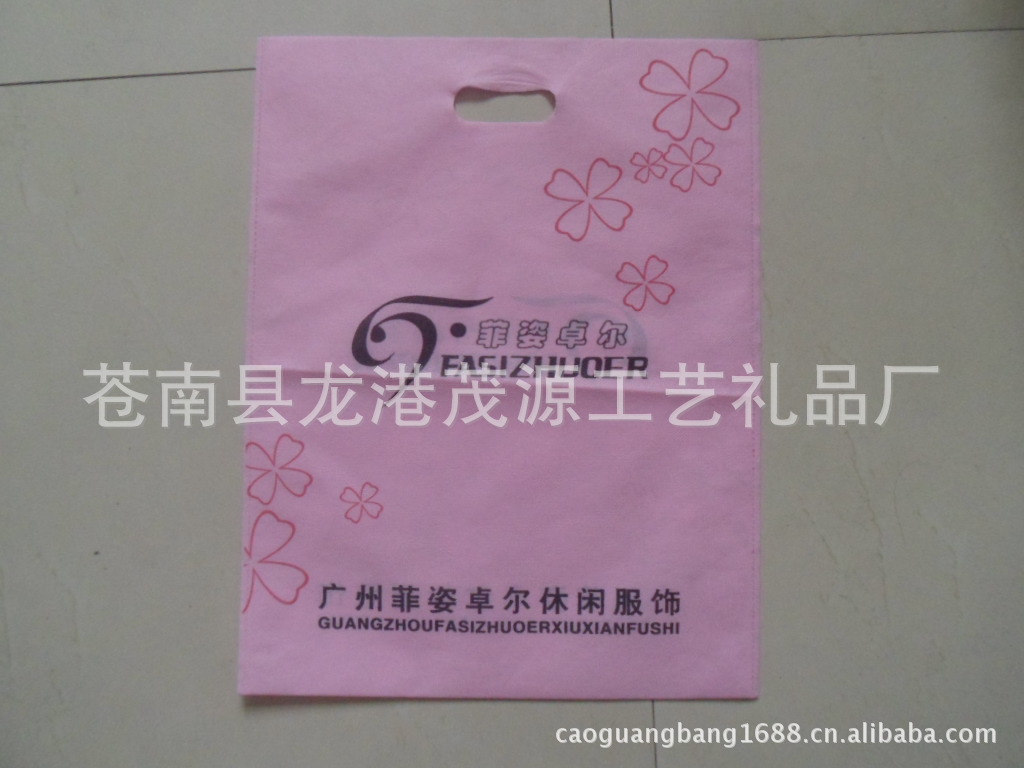 菲姿卓尔
FASIZHUOER
苍南县龙港茂源工艺礼品厂
广州菲姿卓尔休闲服饰
GUANGZHOUFASIZHUOERXIUXIANFUSHI
caoguangbang1688.cn.alibaba.com